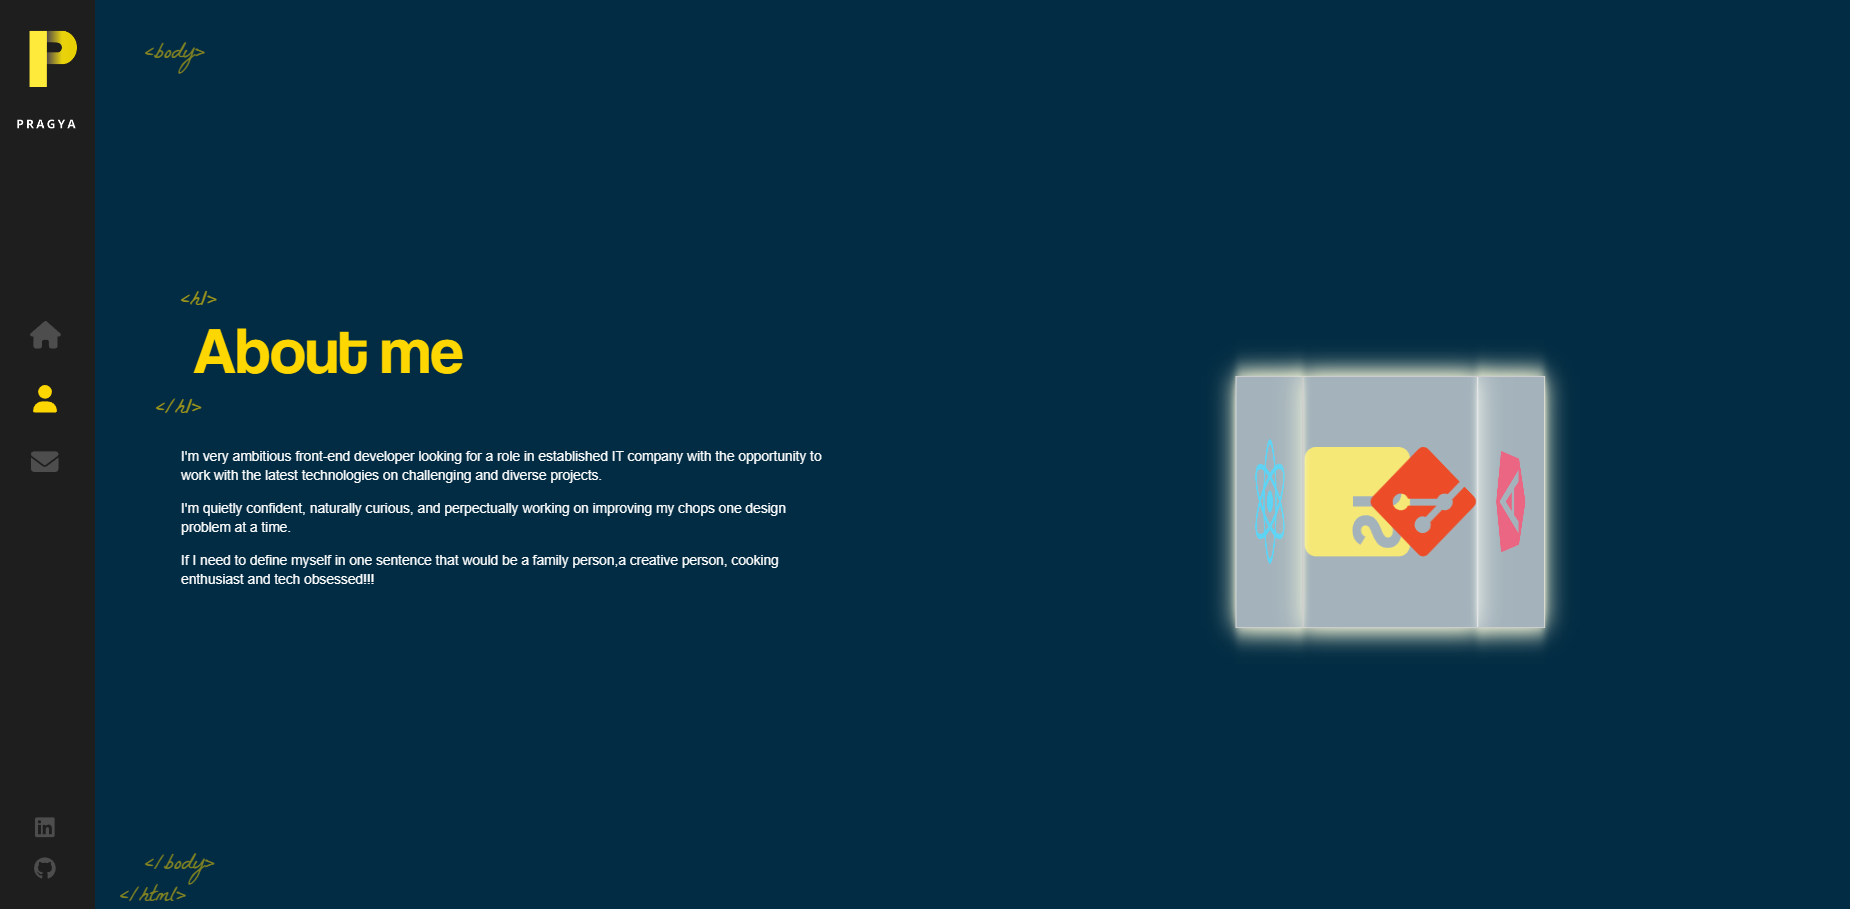 P
PRAGYA
<body>
<h1>
About me
</h1>
I'm very ambitious front-end developer looking for a role in established IT company with the opportunity to
work with the latest technologies on challenging and diverse projects.
I'm quietly confident, naturally curious, and perpectually working on improving my chops one design
problem at a time.
If I need to define myself in one sentence that would be a family person,a creative person, cooking
enthusiast and tech obsessed!!!
in
</body>
</html>